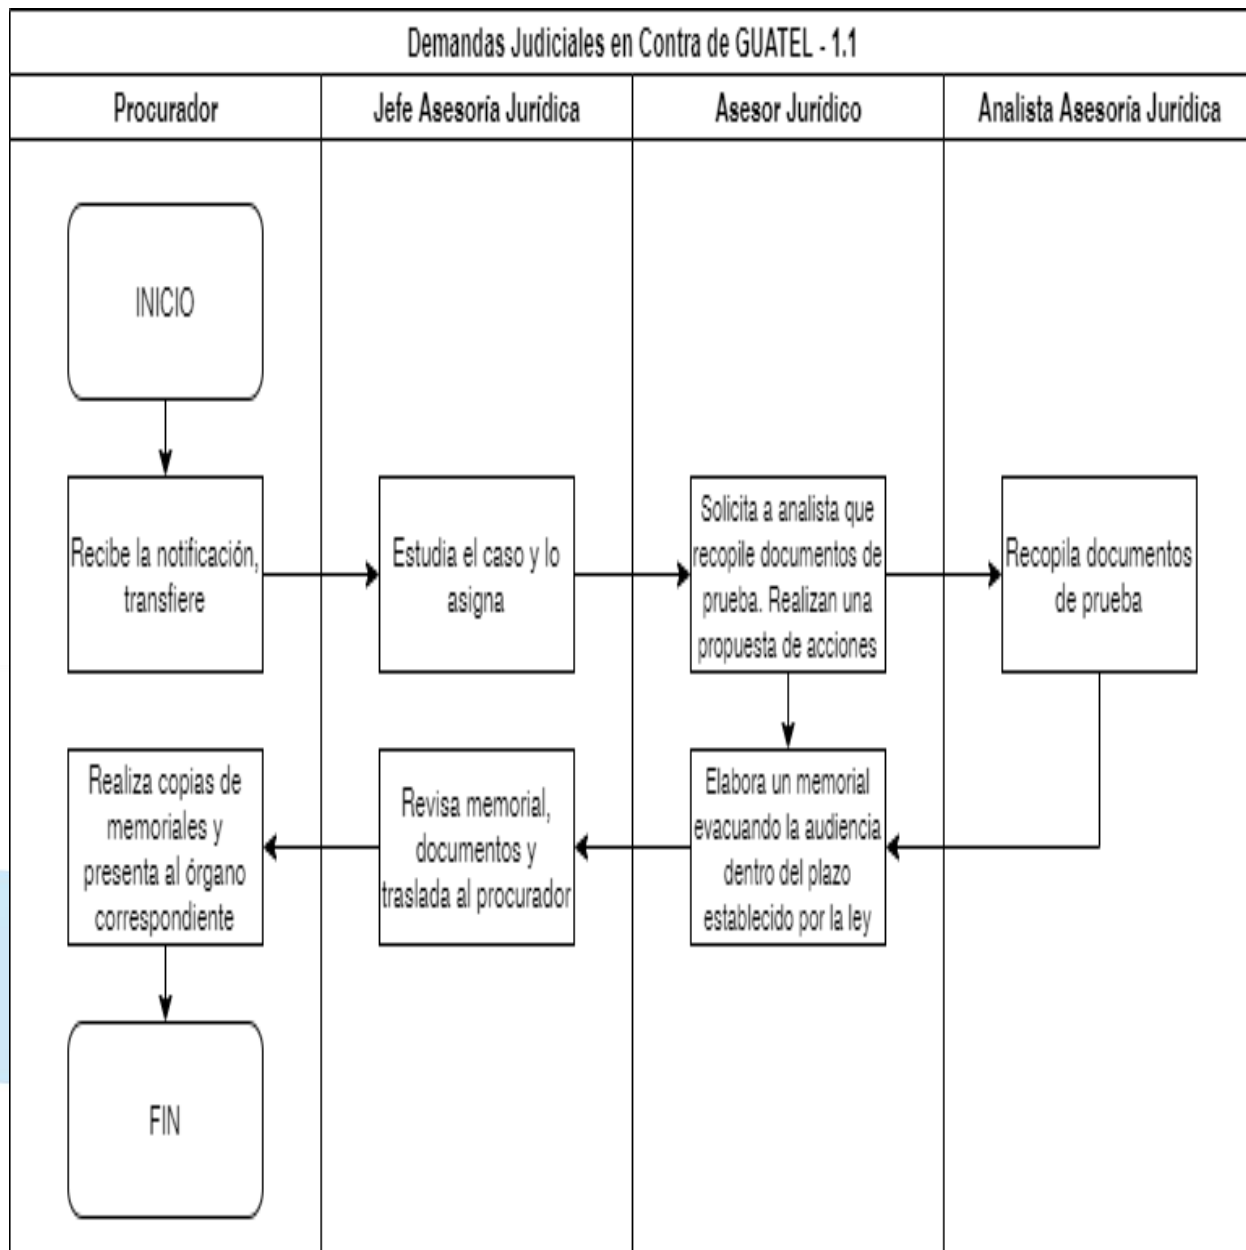 Demandas Judiciales en Contra de GUATEL - 1.1
Procurador
Jefe Asesoría Jurídica
Asesor Jurídico
Analista Asesoría Jurídica
INICIO
Recibe la notificación,
transfiere
Estudia el caso y lo
asigna
Solicita a analista que
recopile documentos de
prueba. Realizan una
propuesta de acciones
Recopila documentos
de prueba
Realiza copias de
memoriales y
presenta al órgano
correspondiente
Revisa memorial,
documentos y
traslada al procurador
Elabora un memorial
evacuando la audiencia
dentro del plazo
establecido por la ley
FIN